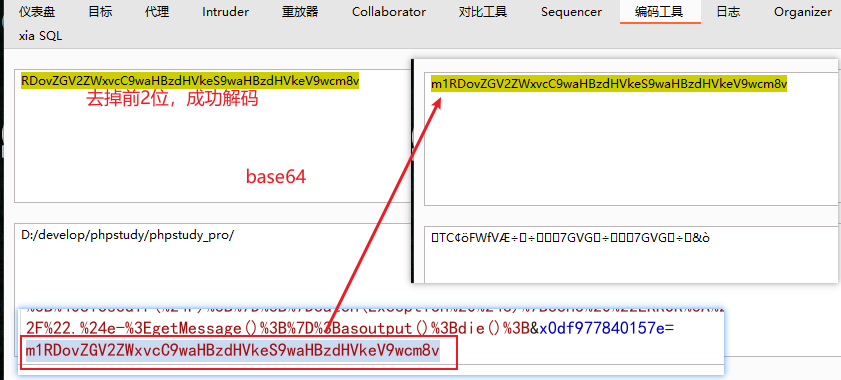 仪表盘 目标 代理 Intruder 重放器 Collaborator 对比工具 Sequencer 编码工具 日志 Organizer
xia SQL
RDovZGV2ZWxvcC9waHBzdHVkeS9waHBzdHVkeV9wcm8v
去掉前2位，成功解码
base64
m1RDovZGV2ZWxvcC9waHBzdHVkeS9waHBzdHVkeV9wcm8v
D:/develop/phpstudy/phpstudy_pro/
TC¢öFWfVÆ÷÷7GVG÷7GVG÷&ò
2F%22.%24e-%3EgetMessage()%3B%7D%3Basoutput()%3Bdie()%3B&x0df977840157e=
m1RDovZGV2ZWxvcC9waHBzdHVkeS9waHBzdHVkeV9wcm8v